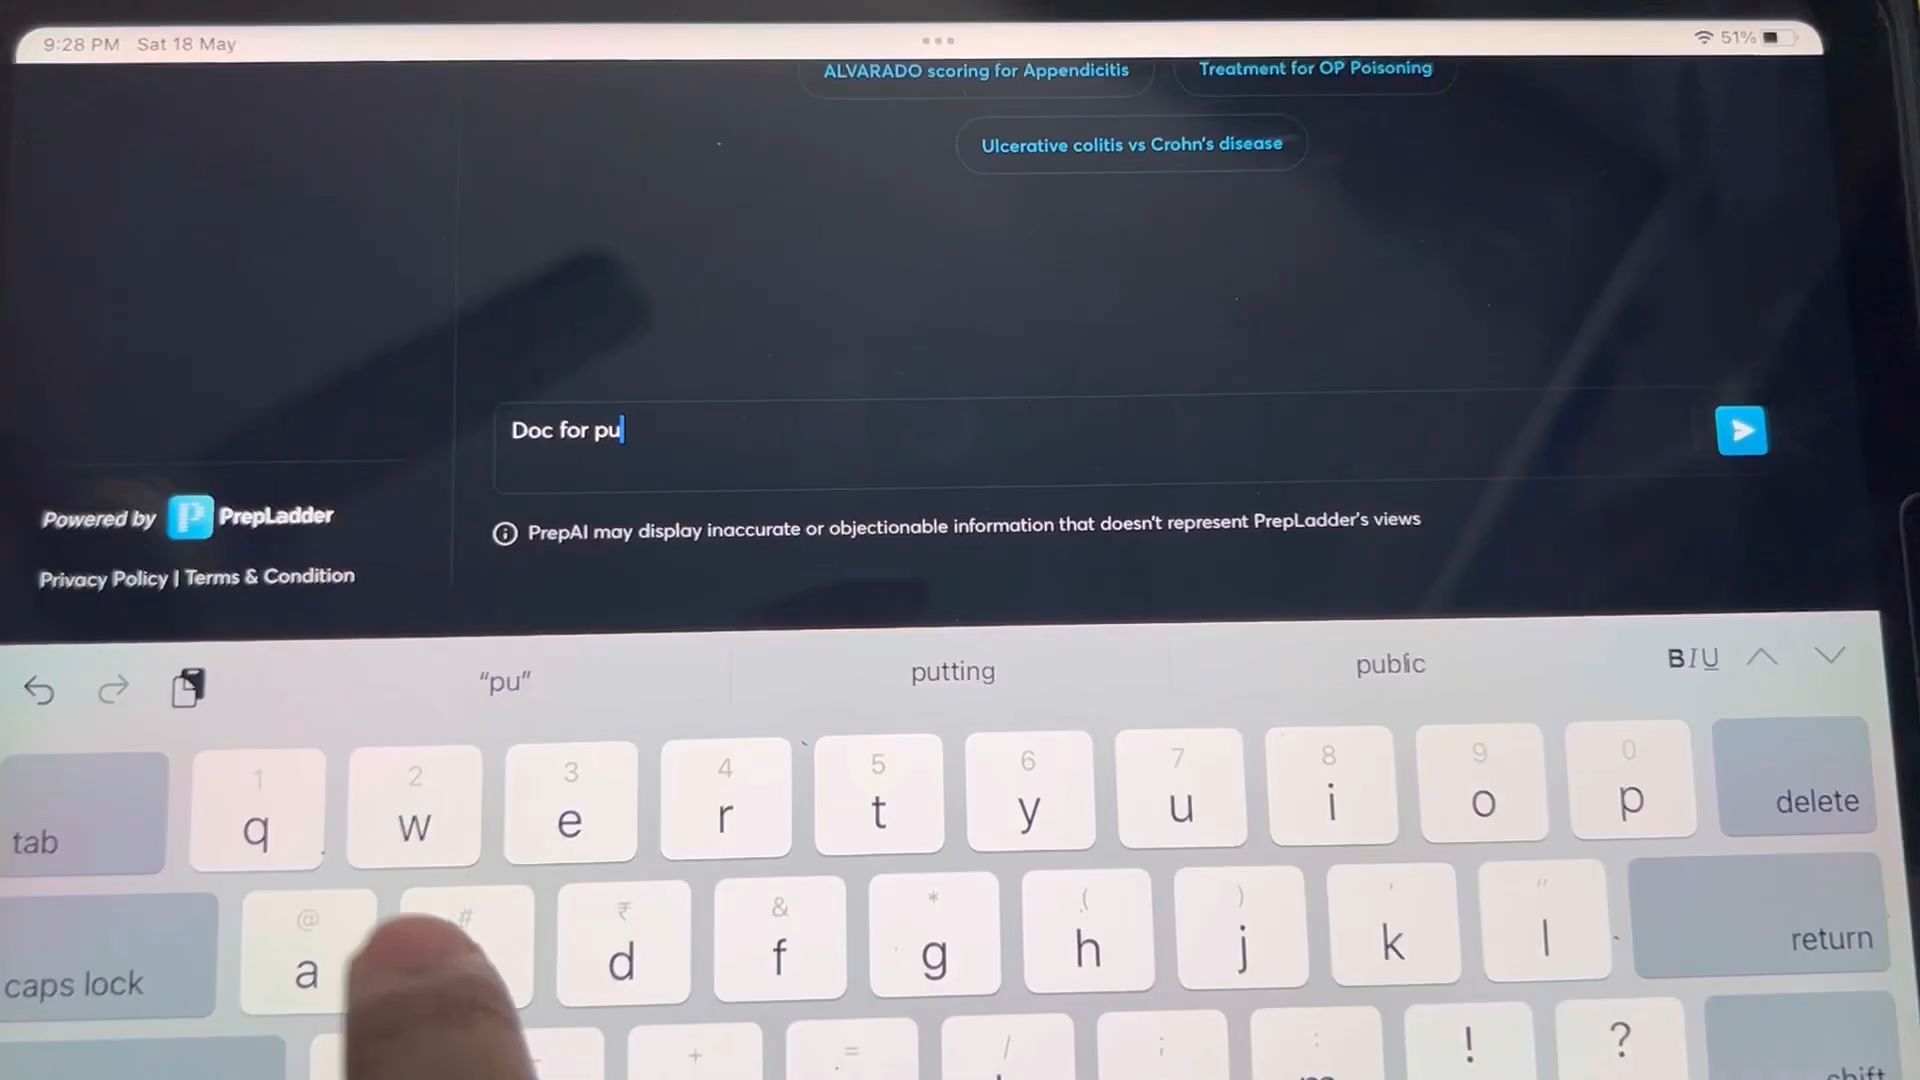 9:28 PM Sat 18 May
51%
ALVARADO scoring for Appendicitis
Treatment for OP Poisoning
Ulcerative colitis vs Crohn's disease
Doc for pu
Powered by PrepLadder
PrepAI may display inaccurate or objectionable information that doesn't represent PrepLadder's views
Privacy Policy | Terms & Condition
"pu" putting public BIU
1 2 3 4 5 6 7 8 9 0
tab q w e r t y u i o p delete
@ # ₹ & * ( ) ' "
caps lock a d f g h j k l return
- + = / ; : ! ?
shift